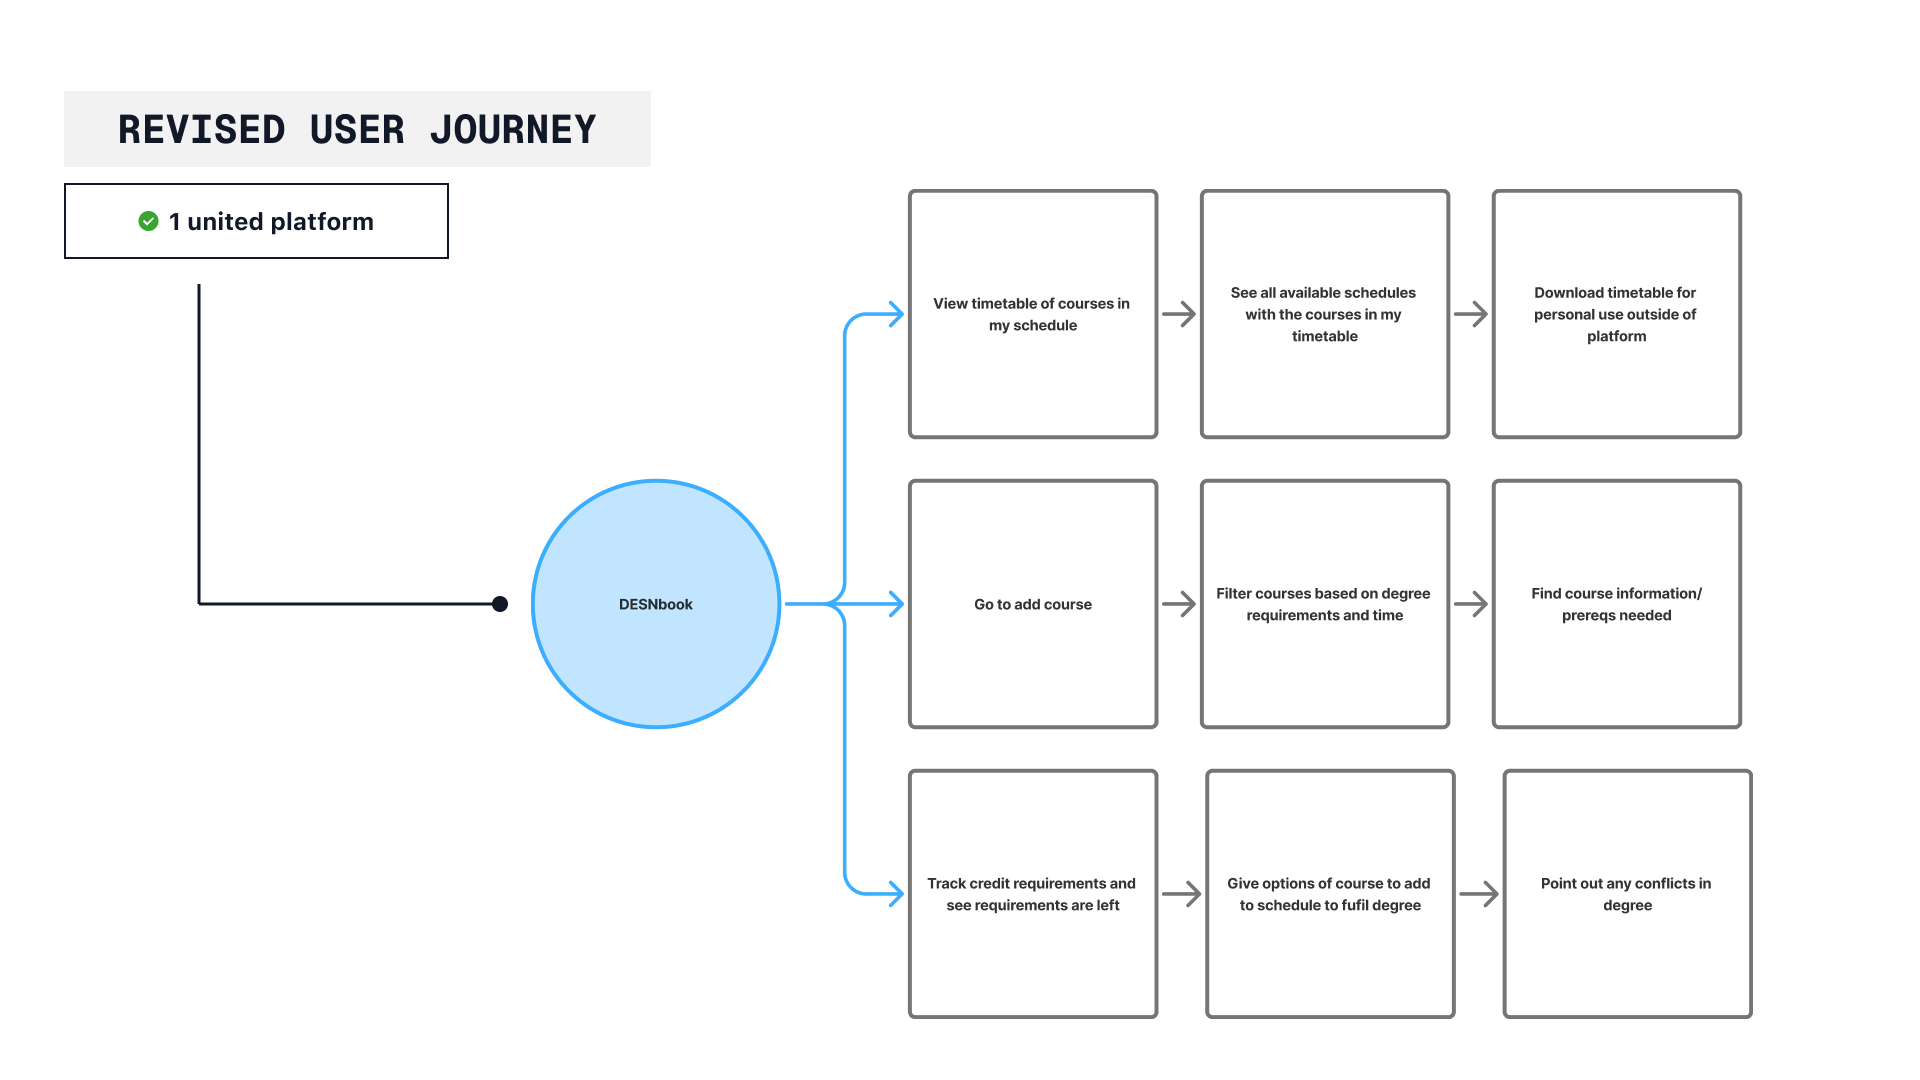 REVISED USER JOURNEY
1 united platform
View timetable of courses in
my schedule
See all available schedules
with the courses in my
timetable
Download timetable for
personal use outside of
platform
DESNbook
Go to add course
Filter courses based on degree
requirements and time
Find course information/
prereqs needed
Track credit requirements and
see requirements are left
Give options of course to add
to schedule to fufil degree
Point out any conflicts in
degree